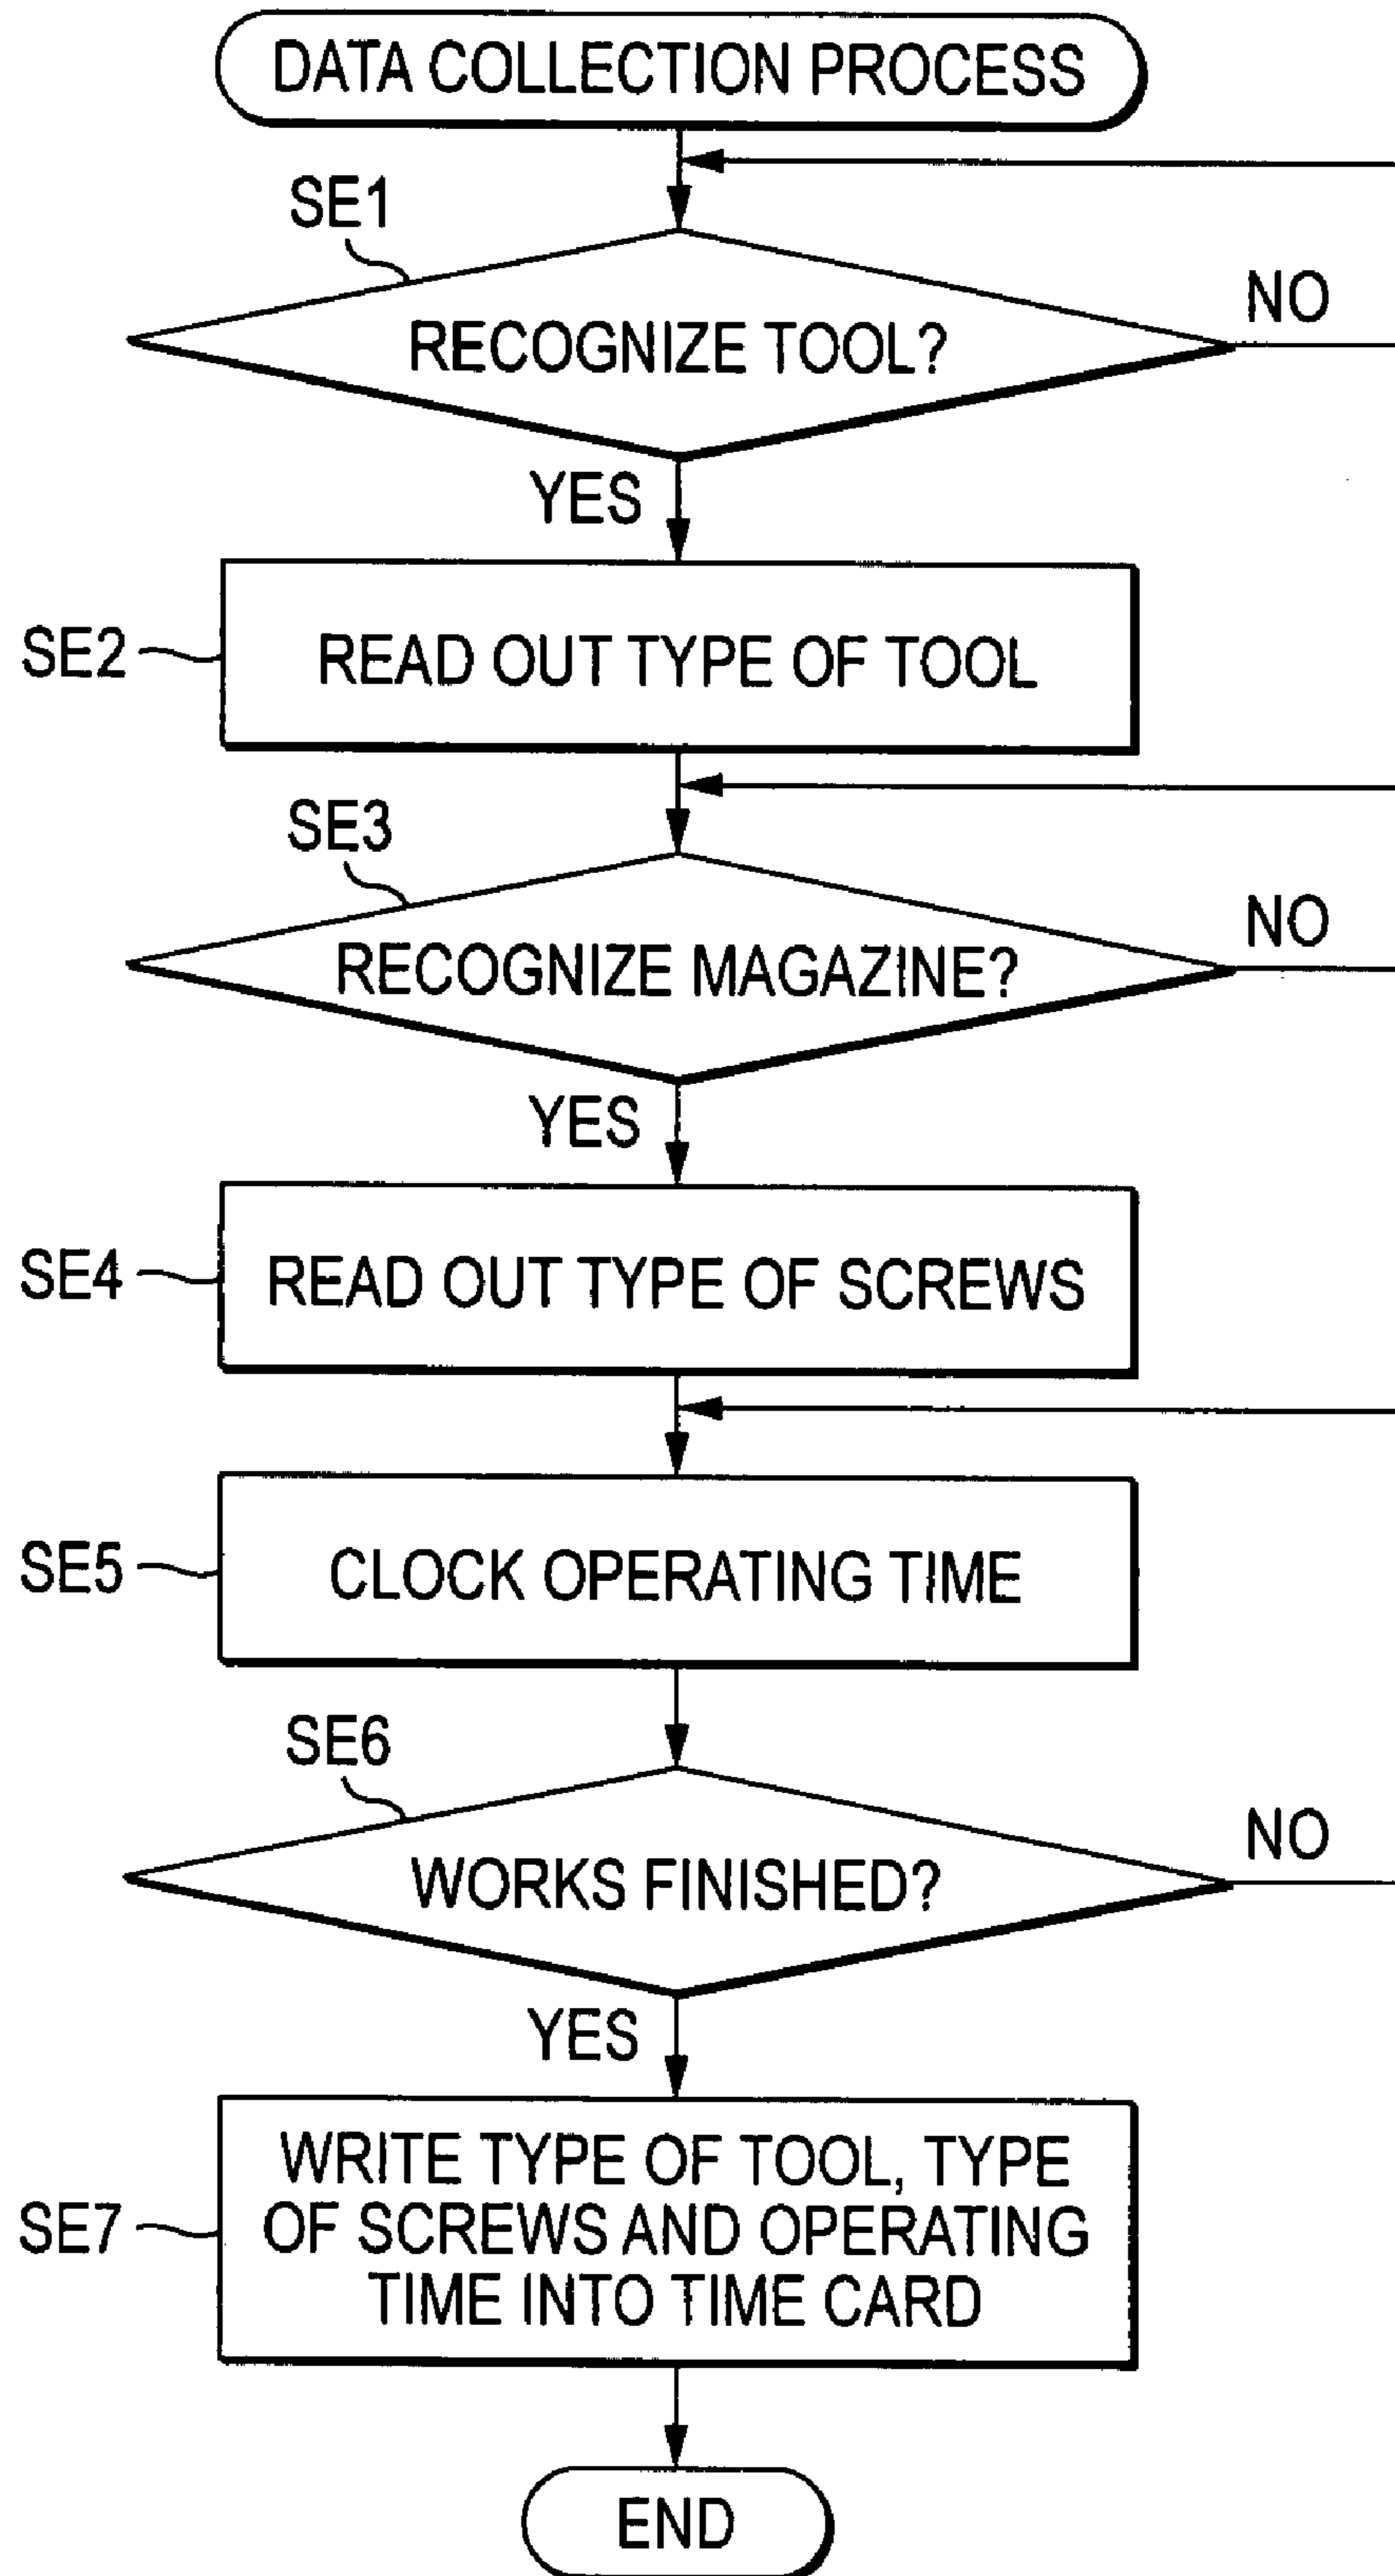 DATA COLLECTION PROCESS
SE1
NO
RECOGNIZE TOOL?
YES
SE2
READ OUT TYPE OF TOOL
SE3
NO
RECOGNIZE MAGAZINE?
YES
SE4
READ OUT TYPE OF SCREWS
SE5
CLOCK OPERATING TIME
SE6
NO
WORKS FINISHED?
YES
SE7
WRITE TYPE OF TOOL, TYPE
OF SCREWS AND OPERATING
TIME INTO TIME CARD
END